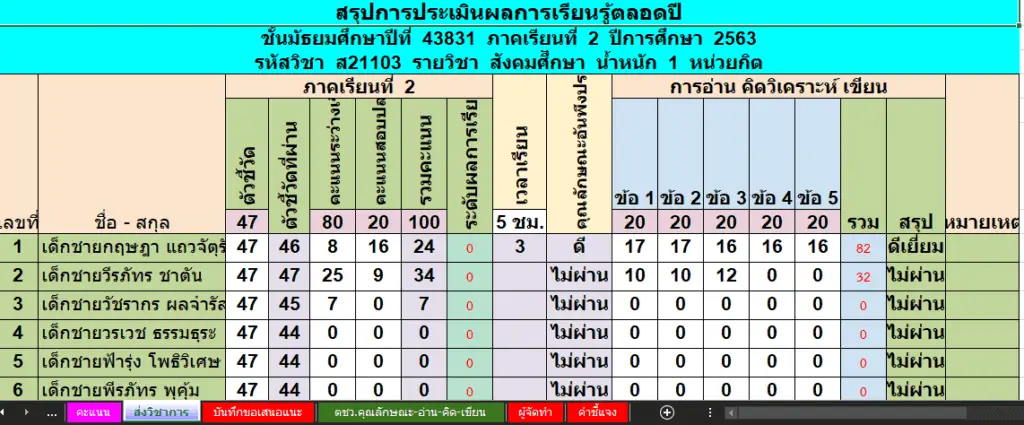 สรุปการประเมินผลการเรียนรู้ตลอดปี
ชั้นมัธยมศึกษาปีที่ 43831 ภาคเรียนที่ 2 ปีการศึกษา 2563
รหัสวิชา ส21103 รายวิชา สังคมศึกษา น้ำหนัก 1 หน่วยกิต
ภาคเรียนที่ 2 การอ่าน คิดวิเคราะห์ เขียน
เลขที่ ชื่อ - สกุล ตัวชี้วัด ตัวชี้วัดที่ผ่าน คะแนนระหว่างเ คะแนนสอบปล รวมคะแนน ระดับผลการเรีย เวลาเรียน คุณลักษณะอันพึงปร ข้อ 1 ข้อ 2 ข้อ 3 ข้อ 4 ข้อ 5 รวม สรุป หมายเหต
47 80 20 100 5 ชม. 20 20 20 20 20
1 เด็กชายกฤษฎา แถวจัตุรั 47 46 8 16 24 0 3 ดี 17 17 16 16 16 82 ดีเยี่ยม
2 เด็กชายวีรภัทร ชาตัน 47 47 25 9 34 0 ไม่ผ่าน 10 10 12 0 0 32 ไม่ผ่าน
3 เด็กชายวัชรากร ผลจำรัส 47 45 7 0 7 0 ไม่ผ่าน 0 0 0 0 0 0 ไม่ผ่าน
4 เด็กชายวรเวช ธรรมธุระ 47 44 0 0 0 0 ไม่ผ่าน 0 0 0 0 0 0 ไม่ผ่าน
5 เด็กชายฟ้ารุ่ง โพธิวิเศษ 47 44 0 0 0 0 ไม่ผ่าน 0 0 0 0 0 0 ไม่ผ่าน
6 เด็กชายพีรภัทร พุคุ้ม 47 44 0 0 0 0 ไม่ผ่าน 0 0 0 0 0 0 ไม่ผ่าน
... คะแนน ส่งวิชาการ บันทึกขอเสนอแนะ ตชว.คุณลักษณะ-อ่าน-คิด-เขียน ผู้จัดทำ คำชี้แจง